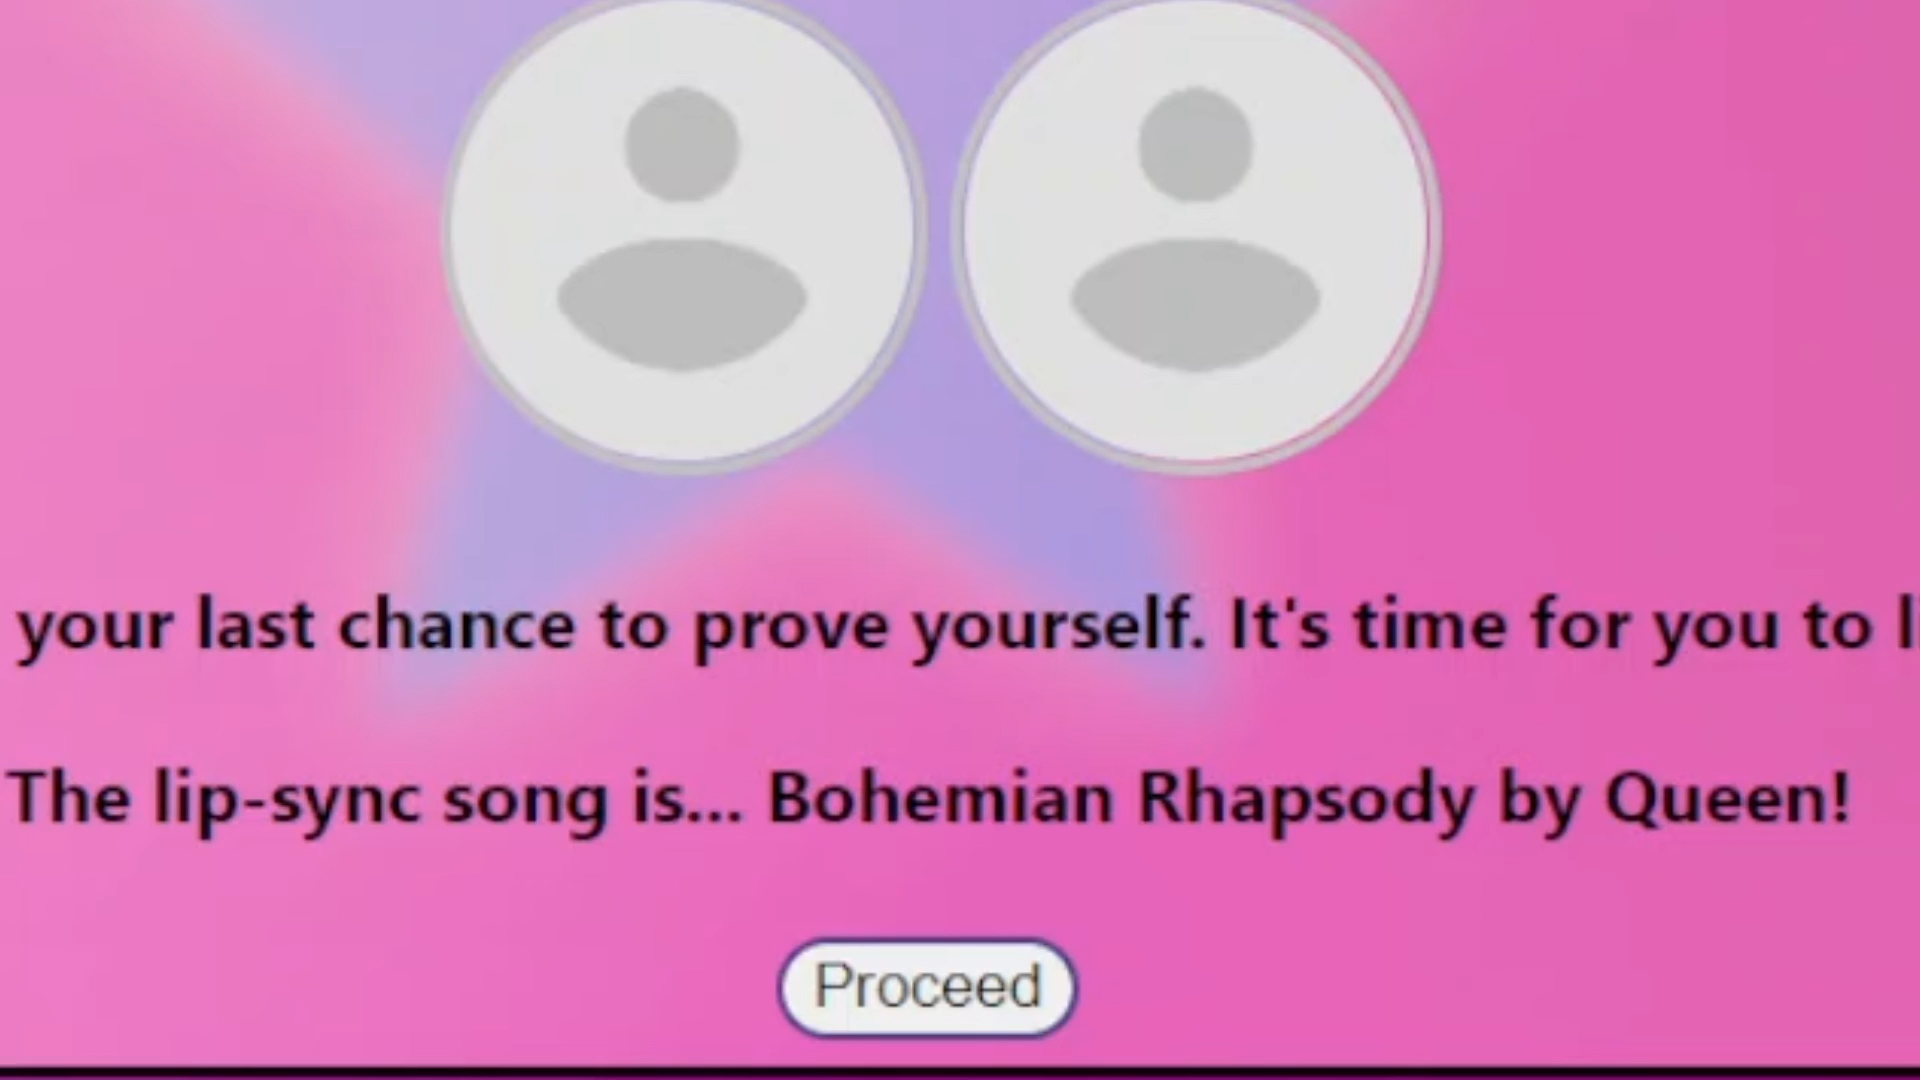 your last chance to prove yourself. It's time for you to
The lip-sync song is... Bohemian Rhapsody by Queen!
Proceed